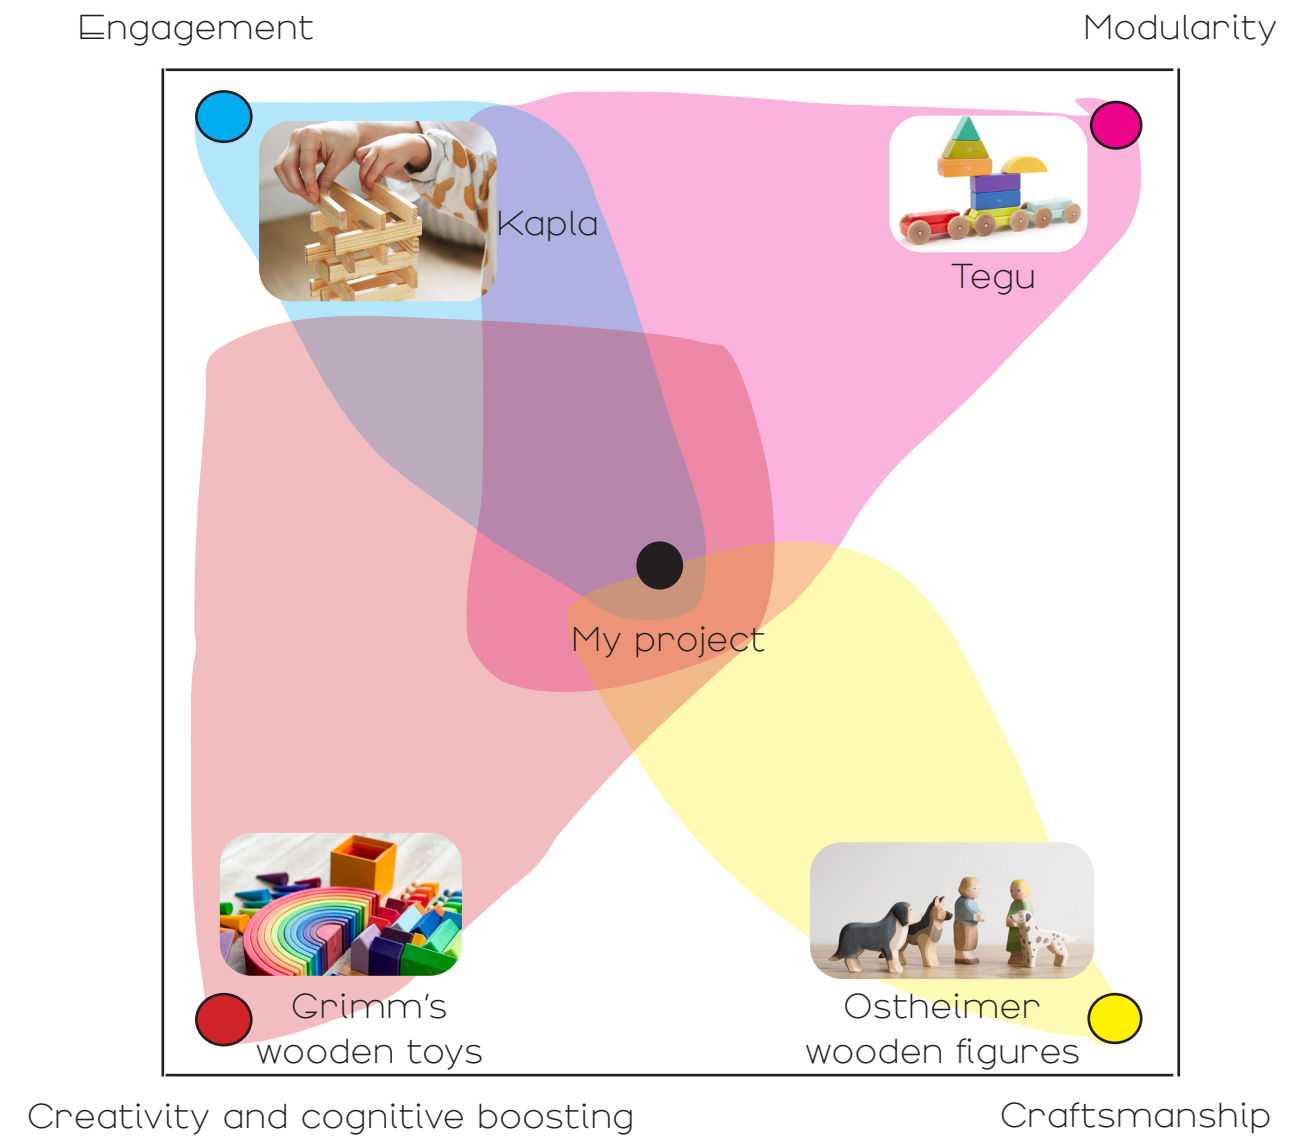 Engagement
Modularity
Kapla
Tegu
My project
Grimm's
wooden toys
Ostheimer
wooden figures
Creativity and cognitive boosting
Craftsmanship